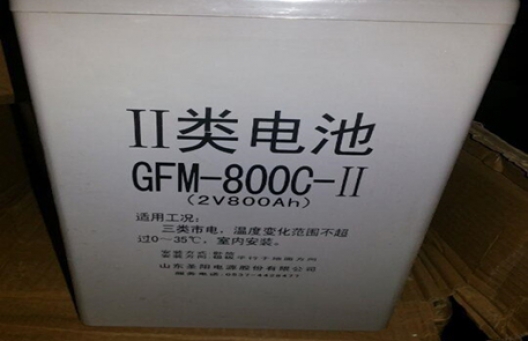 II类电池
GFM-800C-II
(2V800Ah)
适用工况:
三类市电，温度变化范围不超
过0～35℃，室内安装。
山东圣阳电源股份有限公司